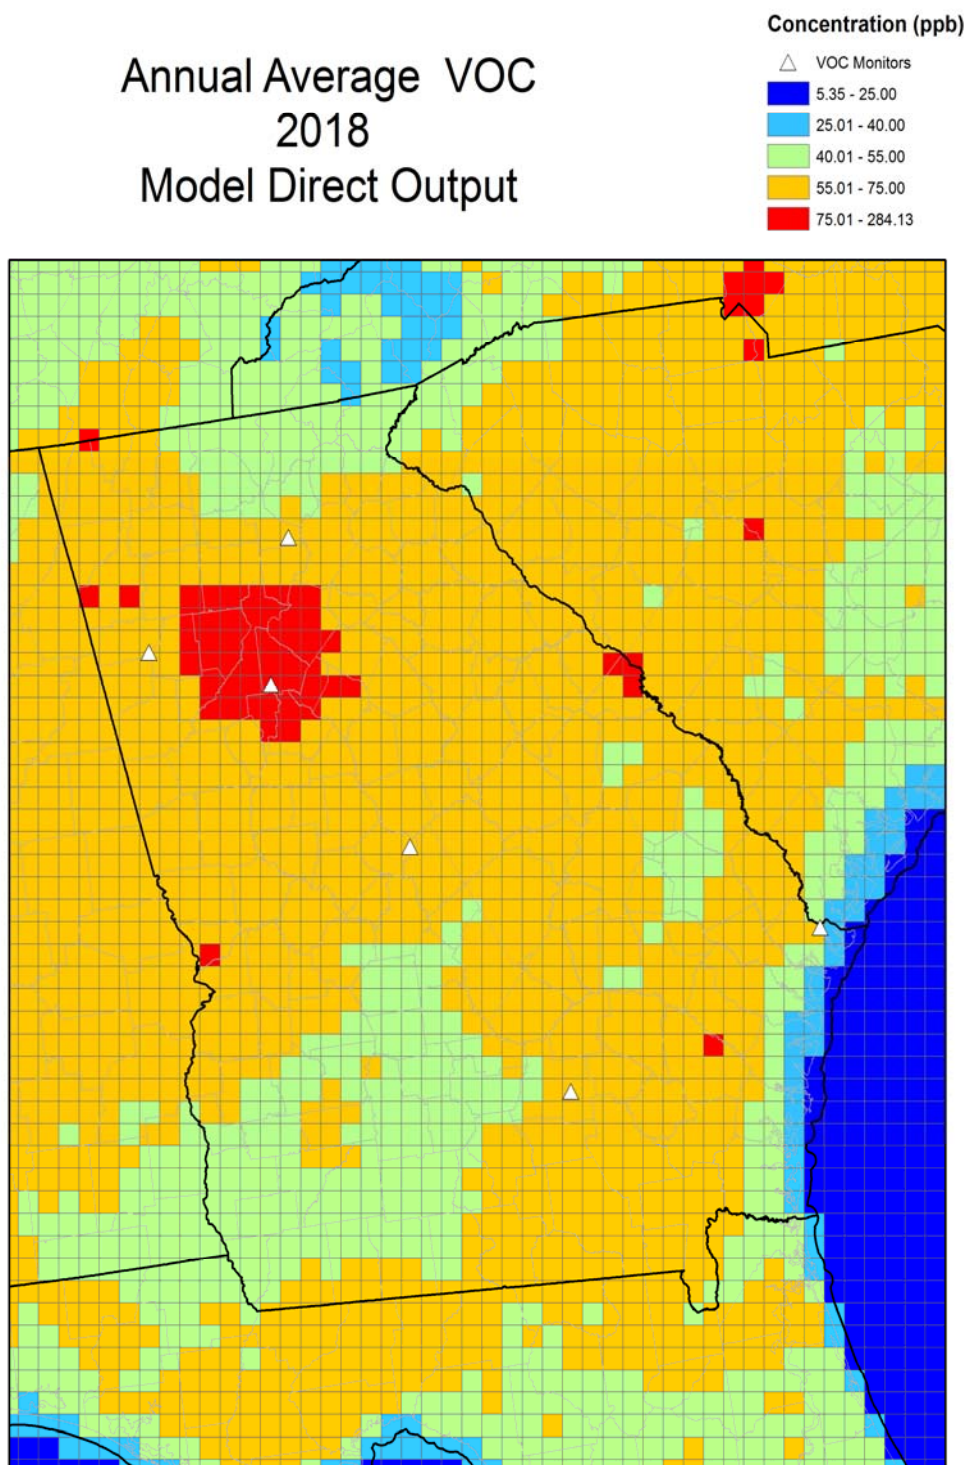 Annual Average VOC
2018
Model Direct Output
Concentration (ppb)
VOC Monitors
5.35 - 25.00
25.01 - 40.00
40.01 - 55.00
55.01 - 75.00
75.01 - 284.13